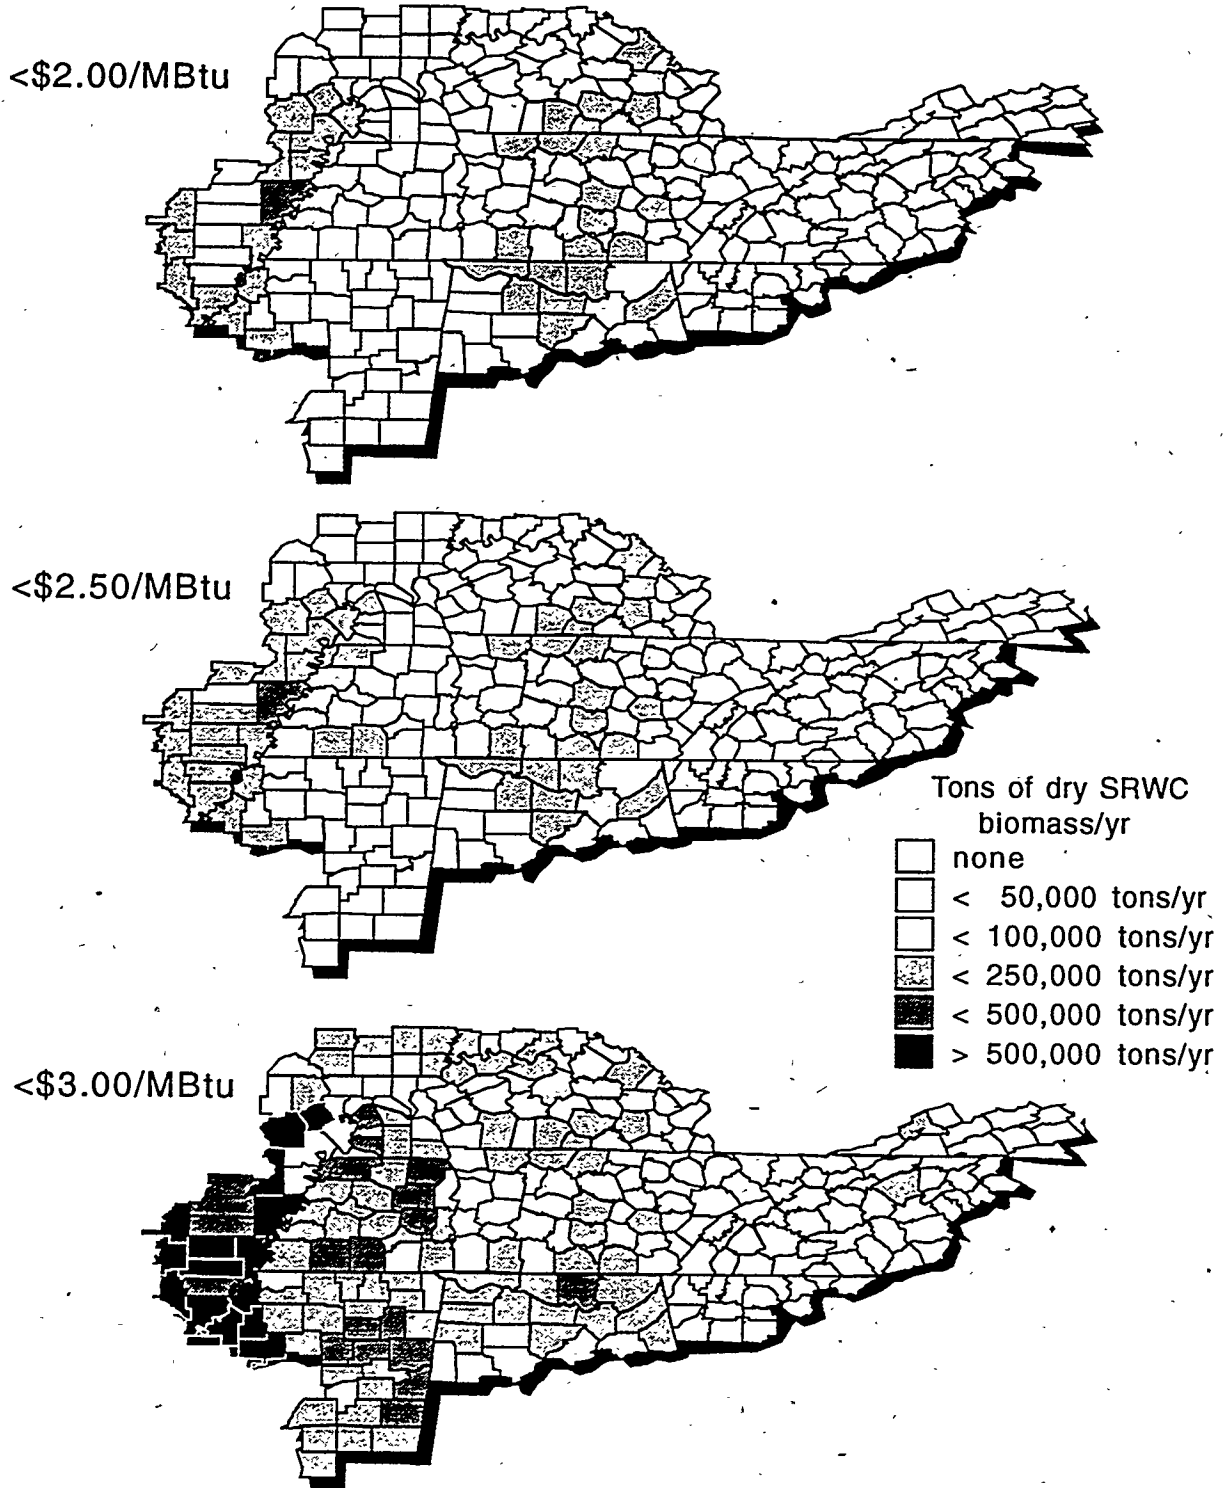 <$2.00/MBtu
<$2.50/MBtu
Tons of dry SRWC
biomass/yr
none
< 50,000 tons/yr
< 100,000 tons/yr
< 250,000 tons/yr
< 500,000 tons/yr
> 500,000 tons/yr
<$3.00/MBtu